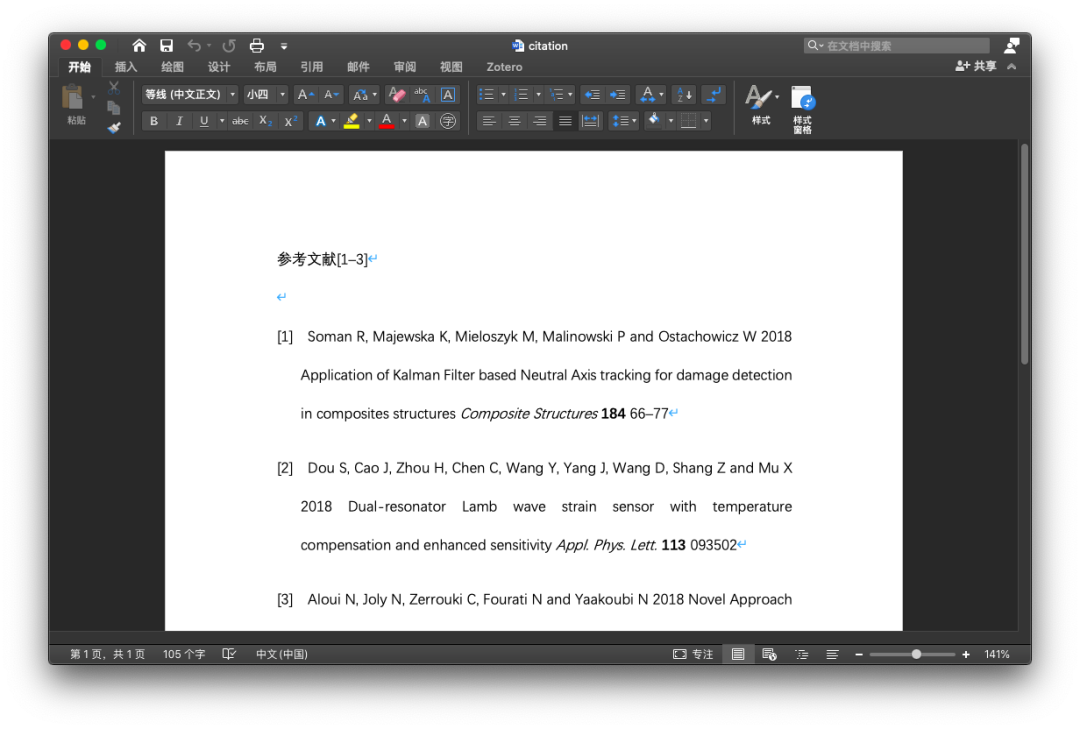 citation
在文档中搜索
开始 插入 绘图 设计 布局 引用 邮件 审阅 视图 Zotero
共享
粘贴
等线 (中文正文) 小四
B I U abc X₂ X²
样式
样式
窗格
参考文献[1–3]
[1] Soman R, Majewska K, Mieloszyk M, Malinowski P and Ostachowicz W 2018
Application of Kalman Filter based Neutral Axis tracking for damage detection
in composites structures Composite Structures 184 66–77
[2] Dou S, Cao J, Zhou H, Chen C, Wang Y, Yang J, Wang D, Shang Z and Mu X
2018 Dual-resonator Lamb wave strain sensor with temperature
compensation and enhanced sensitivity Appl. Phys. Lett. 113 093502
[3] Aloui N, Joly N, Zerrouki C, Fourati N and Yaakoubi N 2018 Novel Approach
第1页，共1页 105个字 中文(中国) 专注 141%